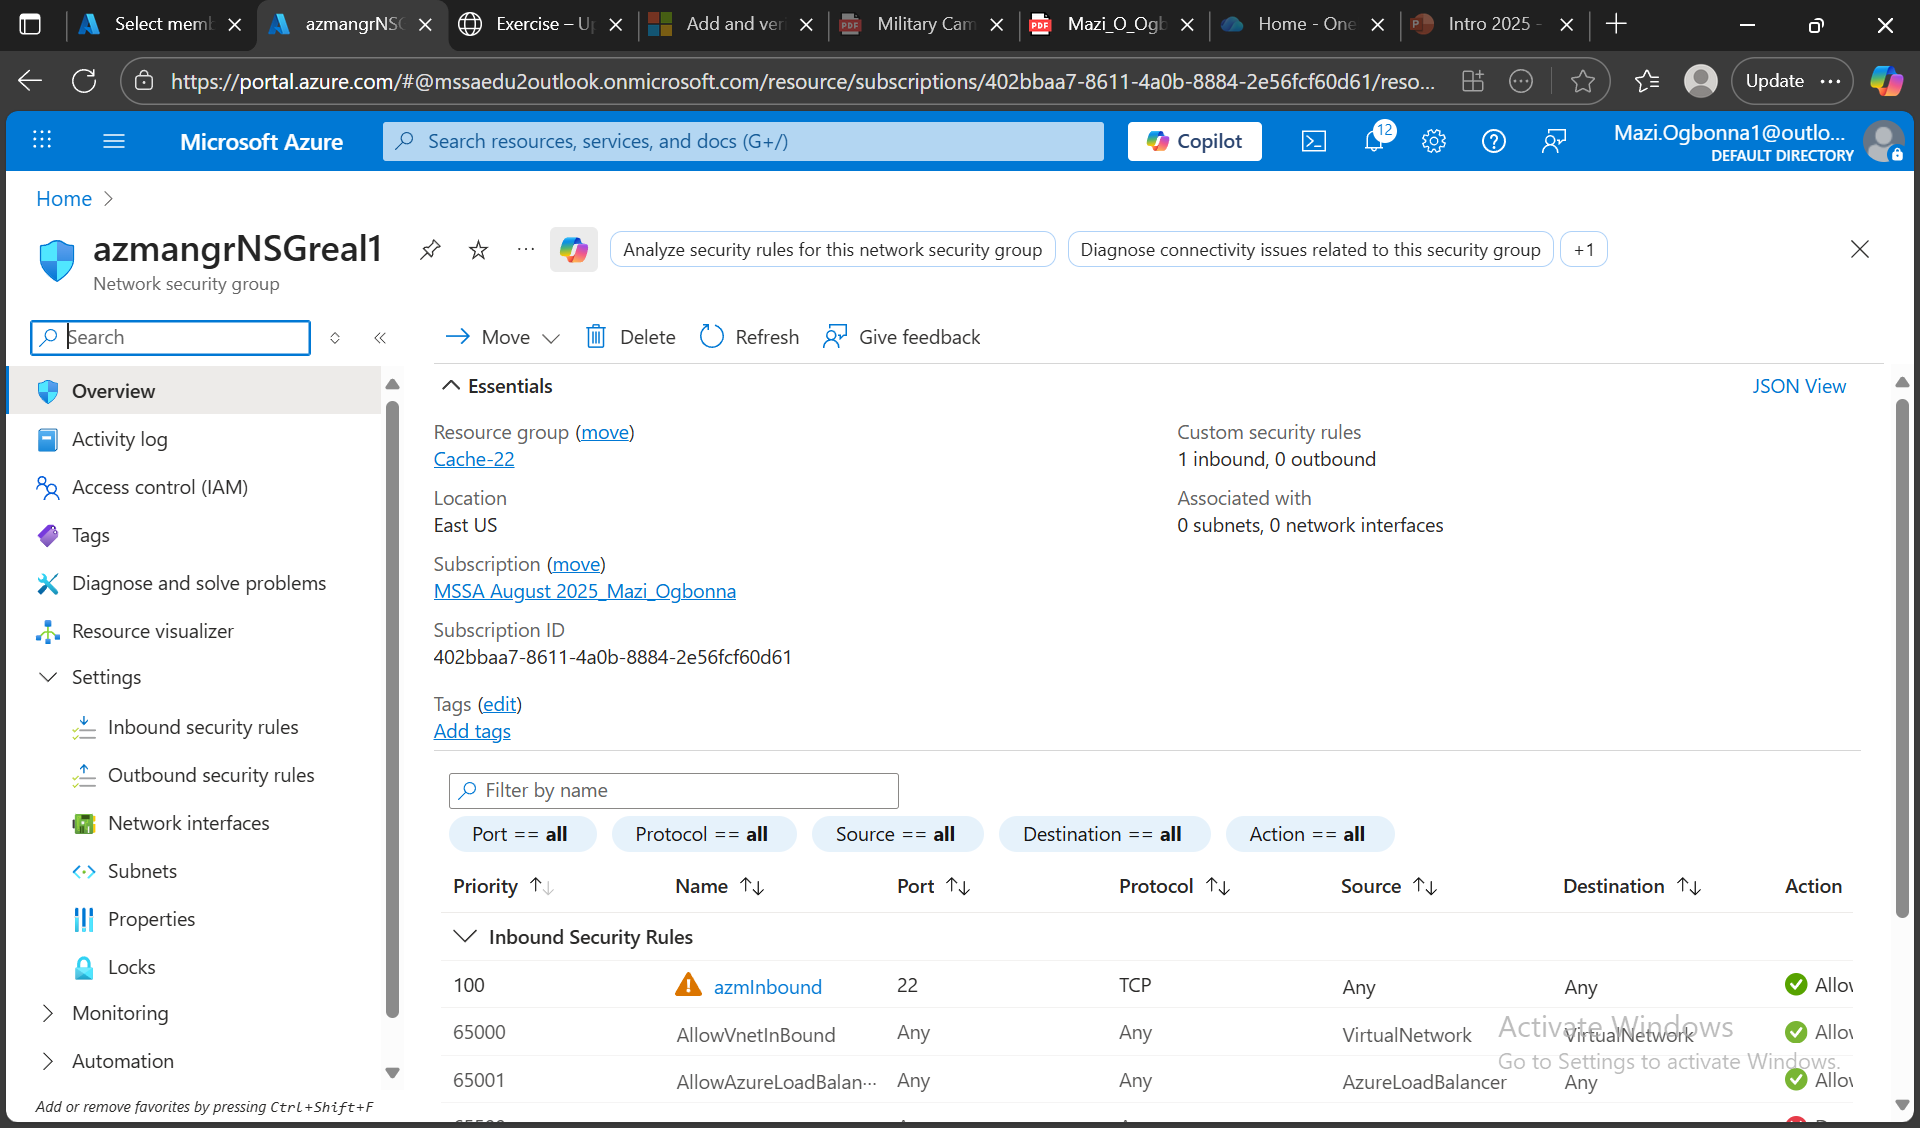 Select memb
azmangrNSG
Exercise – Up
Add and veri
Military Cam
Mazi_O_Ogb
Home - One
Intro 2025 -
https://portal.azure.com/#@mssaedu2outlook.onmicrosoft.com/resource/subscriptions/402bbaa7-8611-4a0b-8884-2e56fcf60d61/reso...
Update
Microsoft Azure
Search resources, services, and docs (G+/)
Copilot
12
Mazi.Ogbonna1@outlo...
DEFAULT DIRECTORY
Home
azmangrNSGreal1
Network security group
Analyze security rules for this network security group
Diagnose connectivity issues related to this security group
+1
Search
Move
Delete
Refresh
Give feedback
Overview
Activity log
Access control (IAM)
Tags
Diagnose and solve problems
Resource visualizer
Settings
Inbound security rules
Outbound security rules
Network interfaces
Subnets
Properties
Locks
Monitoring
Automation
Add or remove favorites by pressing Ctrl+Shift+F
Essentials
JSON View
Resource group (move)
Cache-22
Location
East US
Subscription (move)
MSSA August 2025_Mazi_Ogbonna
Subscription ID
402bbaa7-8611-4a0b-8884-2e56fcf60d61
Tags (edit)
Add tags
Custom security rules
1 inbound, 0 outbound
Associated with
0 subnets, 0 network interfaces
Filter by name
Port == all
Protocol == all
Source == all
Destination == all
Action == all
Priority Name Port Protocol Source Destination Action
Inbound Security Rules
100 azmInbound 22 TCP Any Any Allow
65000 AllowVnetInBound Any Any VirtualNetwork VirtualNetwork Allow
65001 AllowAzureLoadBalan··· Any Any AzureLoadBalancer Any Allow
Activate Windows
Go to Settings to activate Windows.